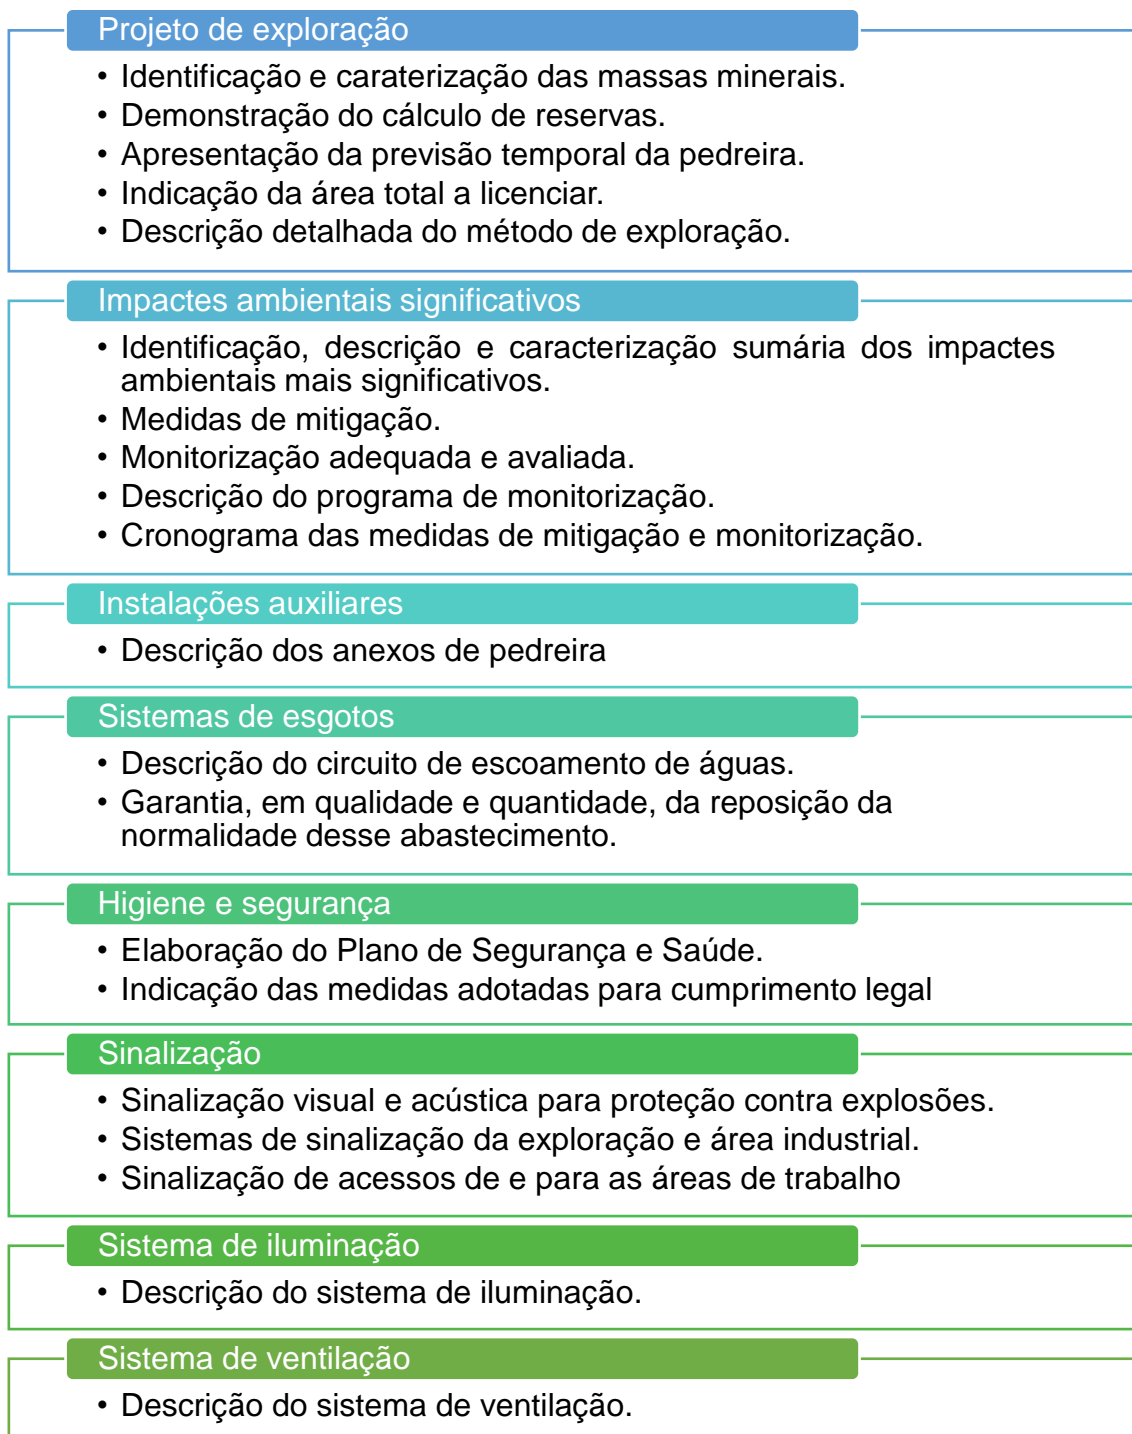 Projeto de exploração
• Identificação e caraterização das massas minerais.
• Demonstração do cálculo de reservas.
• Apresentação da previsão temporal da pedreira.
• Indicação da área total a licenciar.
• Descrição detalhada do método de exploração.
Impactes ambientais significativos
• Identificação, descrição e caracterização sumária dos impactes
ambientais mais significativos.
• Medidas de mitigação.
• Monitorização adequada e avaliada.
• Descrição do programa de monitorização.
• Cronograma das medidas de mitigação e monitorização.
Instalações auxiliares
• Descrição dos anexos de pedreira
Sistemas de esgotos
• Descrição do circuito de escoamento de águas.
• Garantia, em qualidade e quantidade, da reposição da
normalidade desse abastecimento.
Higiene e segurança
• Elaboração do Plano de Segurança e Saúde.
• Indicação das medidas adotadas para cumprimento legal
Sinalização
• Sinalização visual e acústica para proteção contra explosões.
• Sistemas de sinalização da exploração e área industrial.
• Sinalização de acessos de e para as áreas de trabalho
Sistema de iluminação
• Descrição do sistema de iluminação.
Sistema de ventilação
• Descrição do sistema de ventilação.